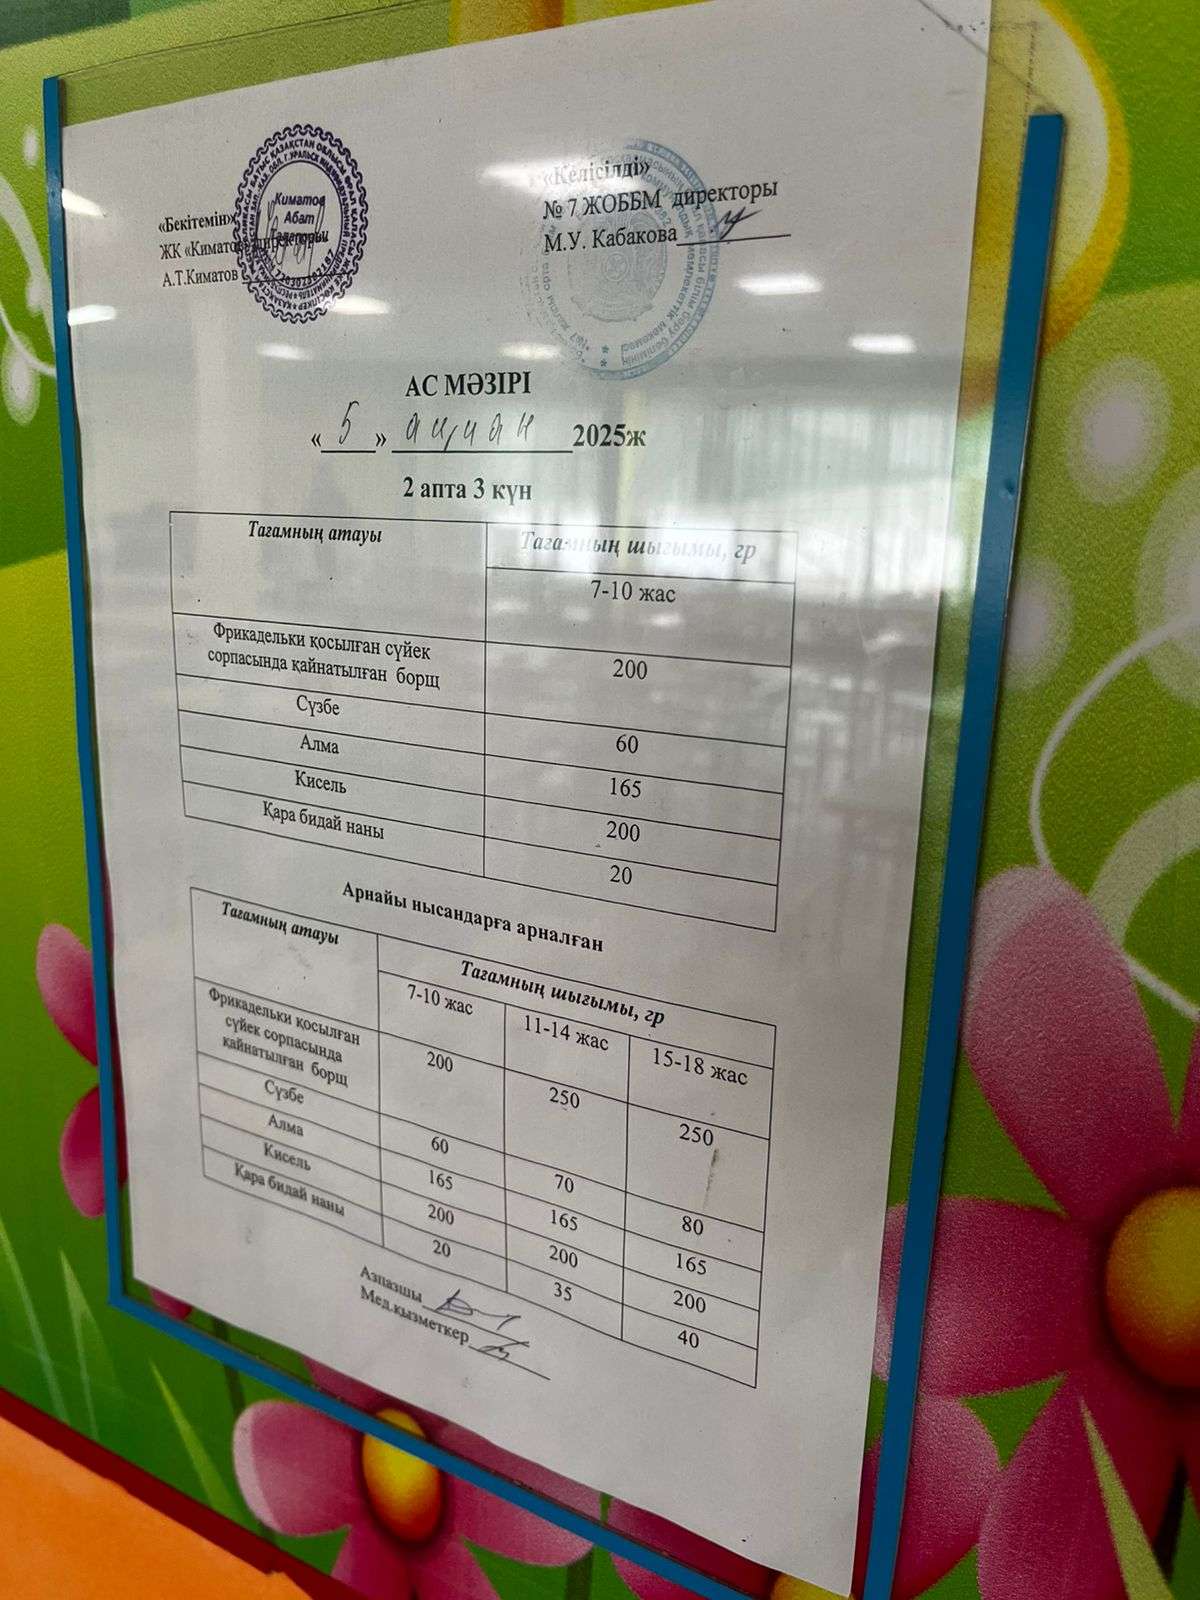 «Бекітемін»
ЖК «Киматов» директоры
А.Т.Киматов
Киматов
Абат
«Келісілді»
№ 7 ЖОББМ директоры
М.У. Кабакова
АС МӘЗІРІ
«5» 2025ж
2 апта 3 күн
Тағамның атауы Тағамның шығымы, гр
7-10 жас
Фрикадельки қосылған сүйек
сорпасында қайнатылған борщ 200
Сүзбе 60
Алма 165
Кисель 200
Қара бидай наны 20
Арнайы нысандарға арналған
Тағамның атауы Тағамның шығымы, гр
7-10 жас 11-14 жас 15-18 жас
Фрикадельки қосылған
сүйек сорпасында
қайнатылған борщ 200 250 250
Сүзбе 60 70 80
Алма 165 165 165
Кисель 200 200 200
Қара бидай наны 20 35 40
Азпазшы
Мед.кызметкер